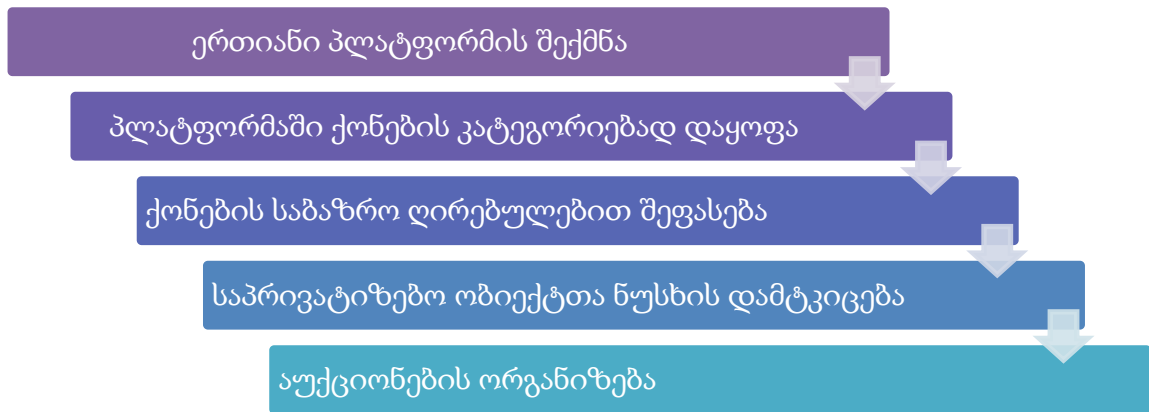 ერთიანი პლატფორმის შექმნა
პლატფორმაში ქონების კატეგორიებად დაყოფა
ქონების საბაზრო ღირებულებით შეფასება
საპრივატიზებო ობიექტთა ნუსხის დამტკიცება
აუქციონების ორგანიზება